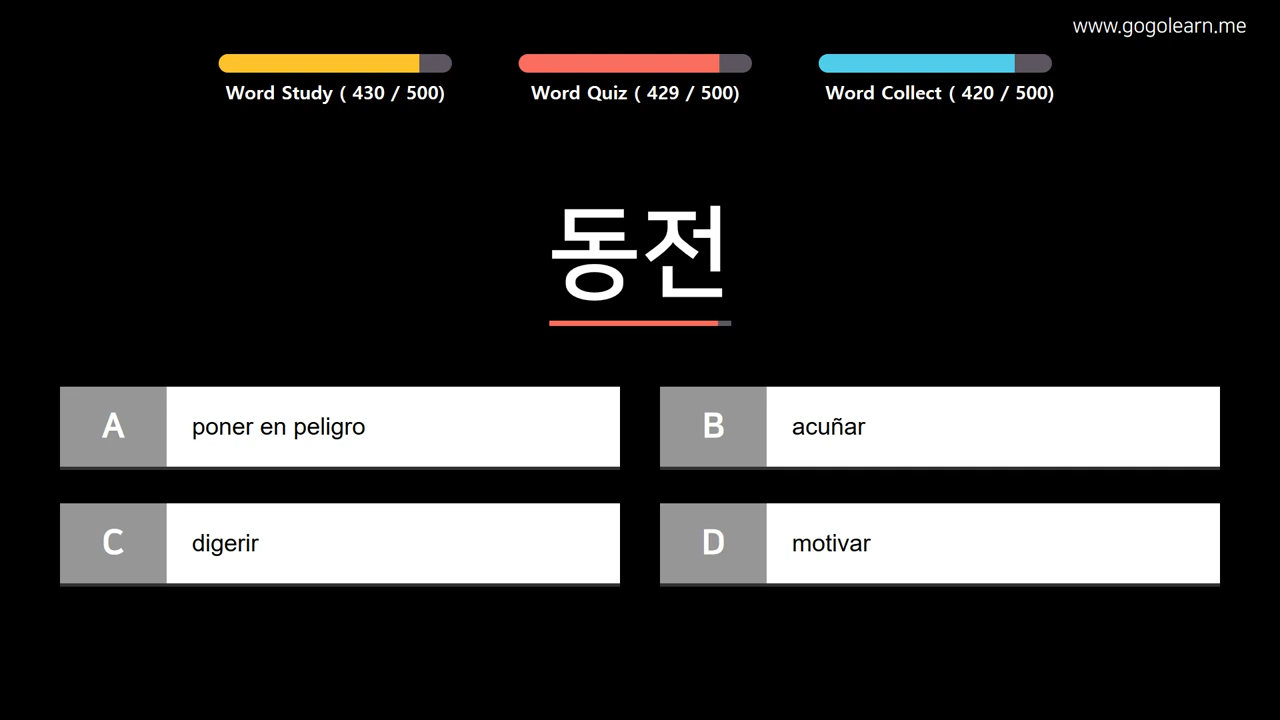 www.gogolearn.me
Word Study ( 430 / 500)
Word Quiz ( 429 / 500)
Word Collect ( 420 / 500)
동전
A poner en peligro
B acuñar
C digerir
D motivar